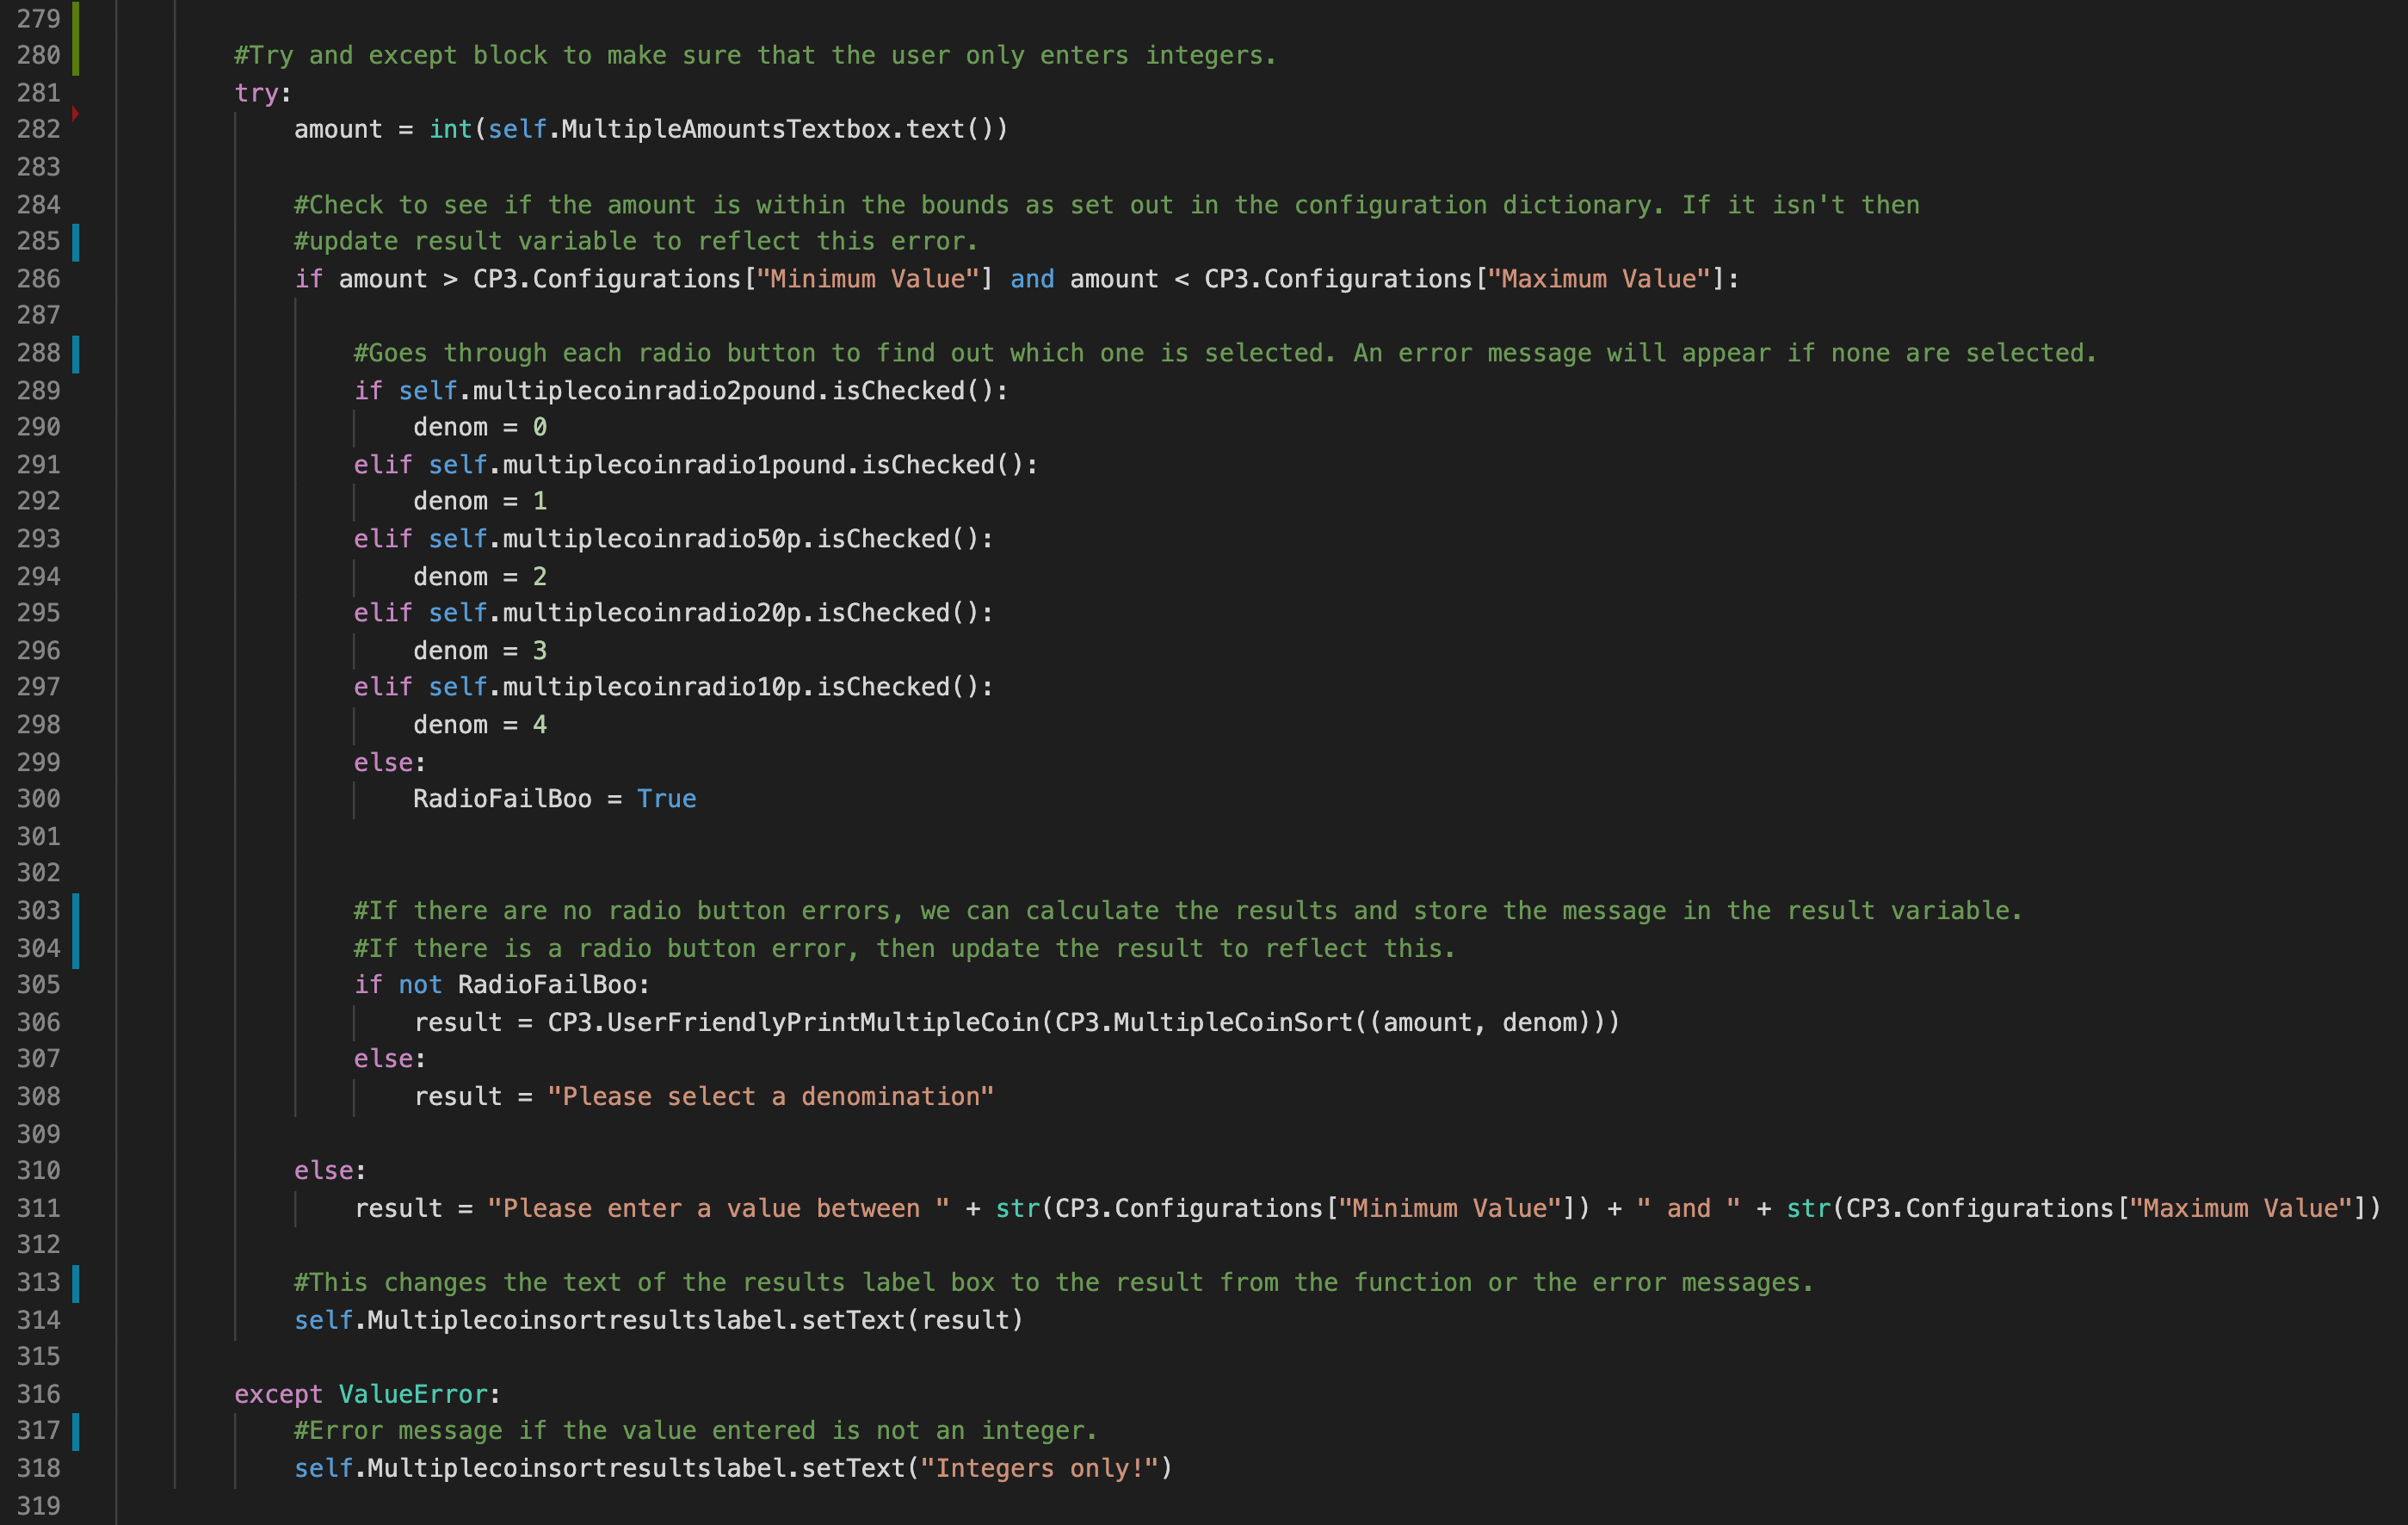 279
280 #Try and except block to make sure that the user only enters integers.
281 try:
282 amount = int(self.MultipleAmountsTextbox.text())
283
284 #Check to see if the amount is within the bounds as set out in the configuration dictionary. If it isn't then
285 #update result variable to reflect this error.
286 if amount > CP3.Configurations["Minimum Value"] and amount < CP3.Configurations["Maximum Value"]:
287
288 #Goes through each radio button to find out which one is selected. An error message will appear if none are selected.
289 if self.multiplecoinradio2pound.isChecked():
290 denom = 0
291 elif self.multiplecoinradio1pound.isChecked():
292 denom = 1
293 elif self.multiplecoinradio50p.isChecked():
294 denom = 2
295 elif self.multiplecoinradio20p.isChecked():
296 denom = 3
297 elif self.multiplecoinradio10p.isChecked():
298 denom = 4
299 else:
300 RadioFailBoo = True
301
302
303 #If there are no radio button errors, we can calculate the results and store the message in the result variable.
304 #If there is a radio button error, then update the result to reflect this.
305 if not RadioFailBoo:
306 result = CP3.UserFriendlyPrintMultipleCoin(CP3.MultipleCoinSort((amount, denom)))
307 else:
308 result = "Please select a denomination"
309
310 else:
311 result = "Please enter a value between " + str(CP3.Configurations["Minimum Value"]) + " and " + str(CP3.Configurations["Maximum Value"])
312
313 #This changes the text of the results label box to the result from the function or the error messages.
314 self.Multiplecoinsortresultslabel.setText(result)
315
316 except ValueError:
317 #Error message if the value entered is not an integer.
318 self.Multiplecoinsortresultslabel.setText("Integers only!")
319